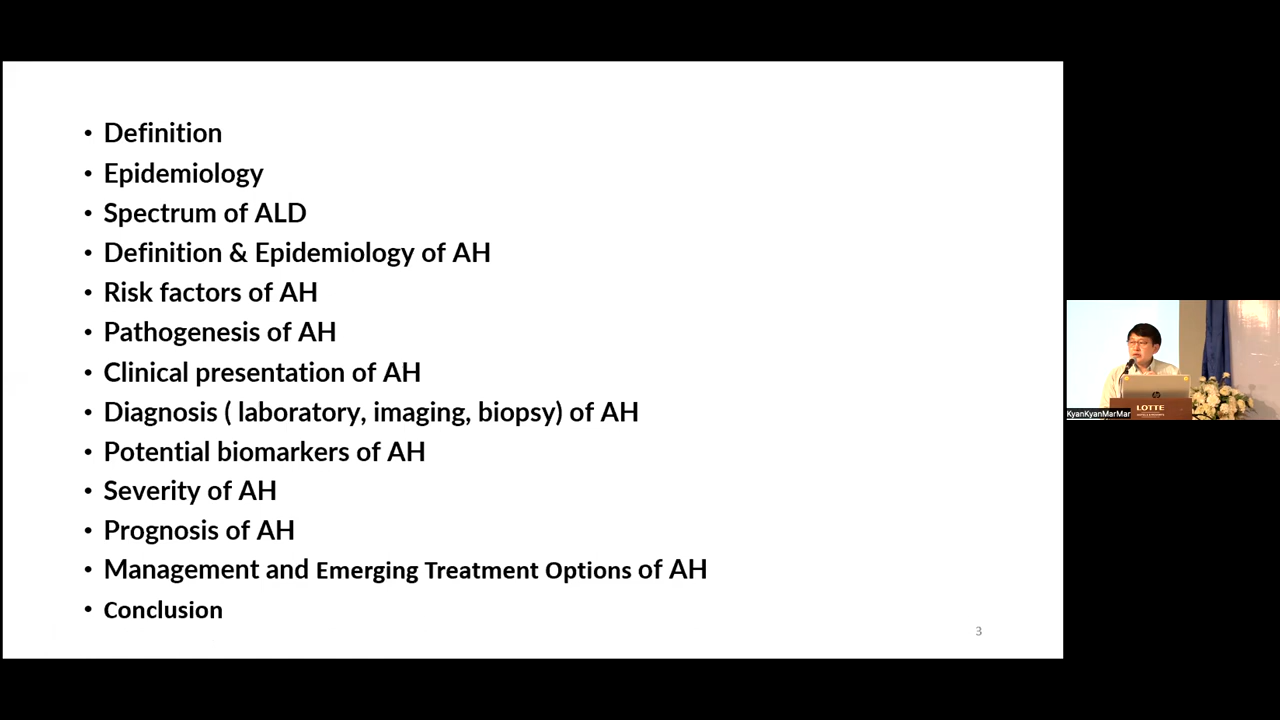 • Definition
• Epidemiology
• Spectrum of ALD
• Definition & Epidemiology of AH
• Risk factors of AH
• Pathogenesis of AH
• Clinical presentation of AH
• Diagnosis ( laboratory, imaging, biopsy) of AH
• Potential biomarkers of AH
• Severity of AH
• Prognosis of AH
• Management and Emerging Treatment Options of AH
• Conclusion
3
KyanKyanMarMar
LOTTE